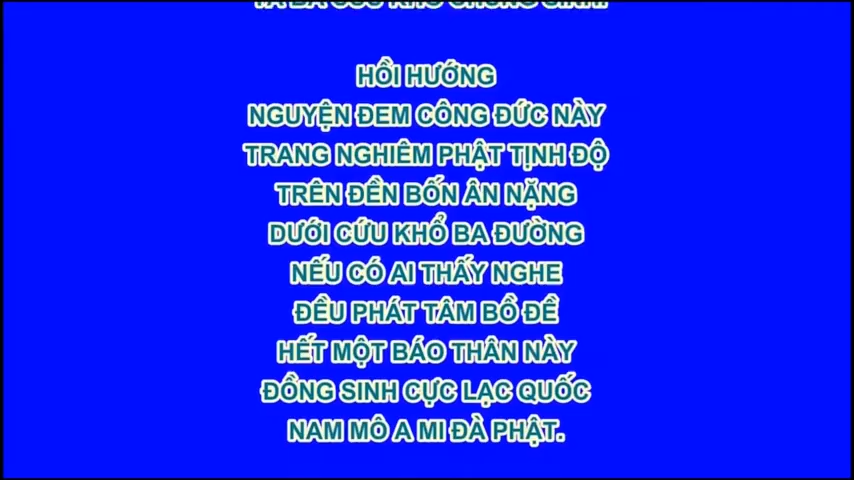 HỒI HƯỚNG
NGUYỆN ĐEM CÔNG ĐỨC NÀY
TRANG NGHIÊM PHẬT TỊNH ĐỘ
TRÊN ĐỀN BỐN ÂN NẶNG
DƯỚI CỨU KHỔ BA ĐƯỜNG
NẾU CÓ AI THẤY NGHE
ĐỀU PHÁT TÂM BỒ ĐỀ
HẾT MỘT BÁO THÂN NÀY
ĐỒNG SINH CỰC LẠC QUỐC
NAM MÔ A MI ĐÀ PHẬT.